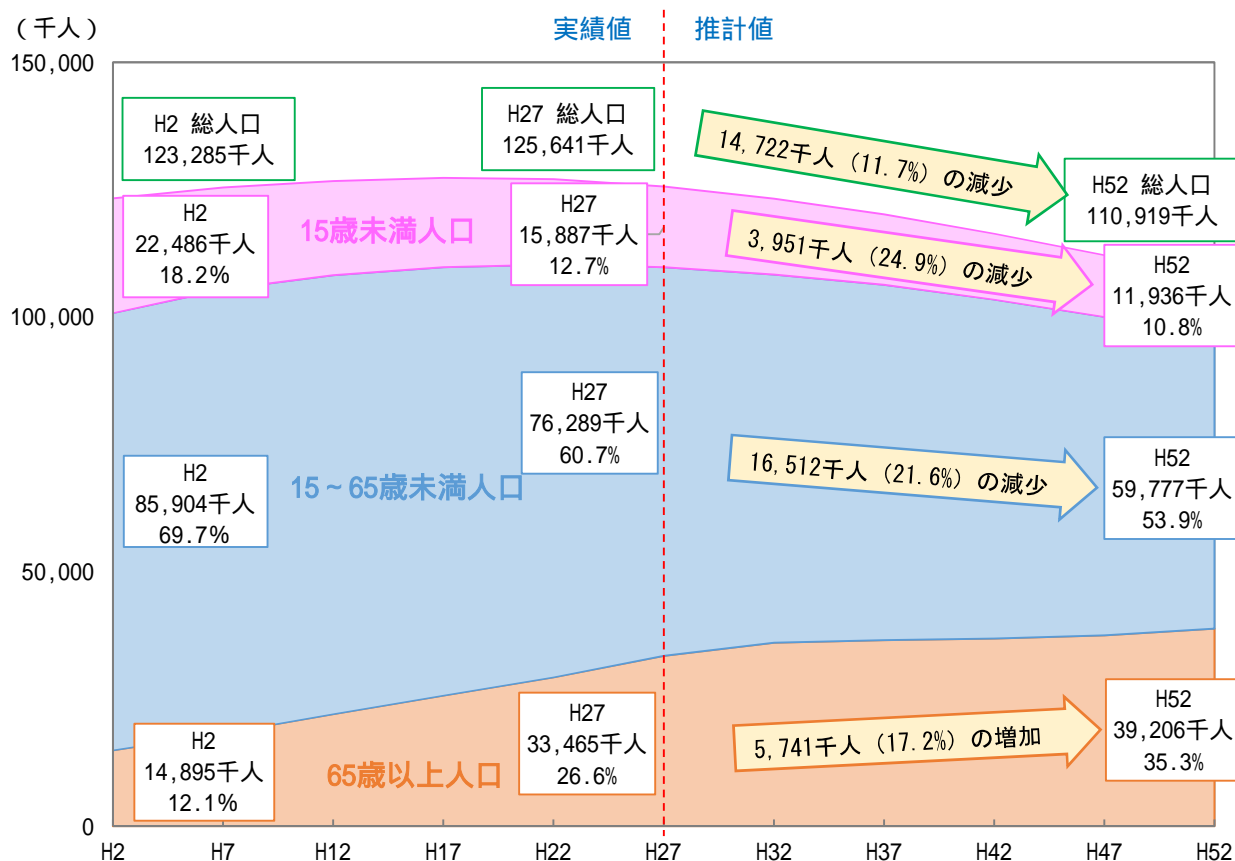 (千人)
実績値
推計値
150,000
100,000
50,000
0
H2 総人口
123,285千人
H27 総人口
125,641千人
14,722千人(11.7%)の減少
H52 総人口
110,919千人
H2
22,486千人
18.2%
15歳未満人口
H27
15,887千人
12.7%
3,951千人(24.9%)の減少
H52
11,936千人
10.8%
H2
85,904千人
69.7%
15~65歳未満人口
H27
76,289千人
60.7%
16,512千人(21.6%)の減少
H52
59,777千人
53.9%
H2
14,895千人
12.1%
65歳以上人口
H27
33,465千人
26.6%
5,741千人(17.2%)の増加
H52
39,206千人
35.3%
H2 H7 H12 H17 H22 H27 H32 H37 H42 H47 H52